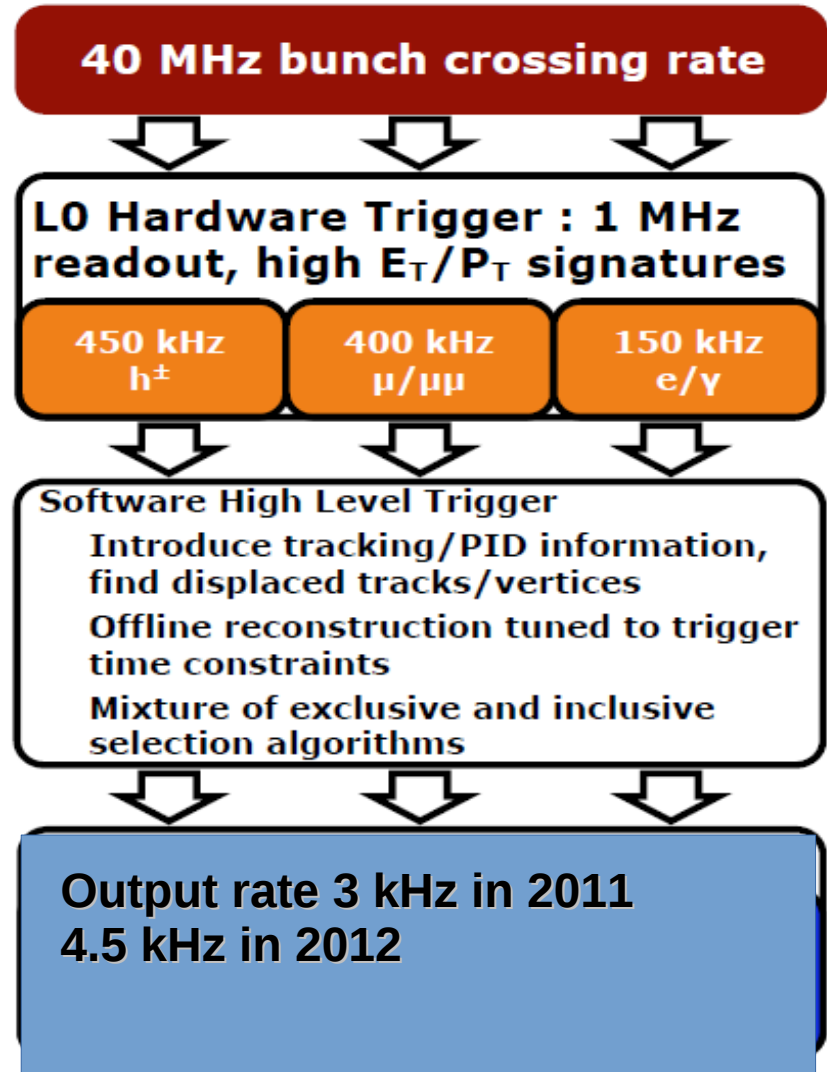 40 MHz bunch crossing rate
L0 Hardware Trigger : 1 MHz
readout, high Eᴛ/Pᴛ signatures
450 kHz
h±
400 kHz
μ/μμ
150 kHz
e/γ
Software High Level Trigger
Introduce tracking/PID information,
find displaced tracks/vertices
Offline reconstruction tuned to trigger
time constraints
Mixture of exclusive and inclusive
selection algorithms
Output rate 3 kHz in 2011
4.5 kHz in 2012